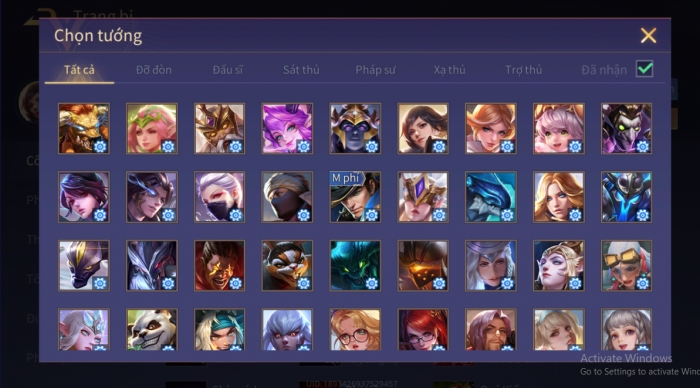 Trang bị
Chọn tướng
Tất cả
Đỡ đòn
Đấu sĩ
Sát thủ
Pháp sư
Xạ thủ
Trợ thủ
Đã nhận
M phí
Activate Windows
Go to Settings to activate Win